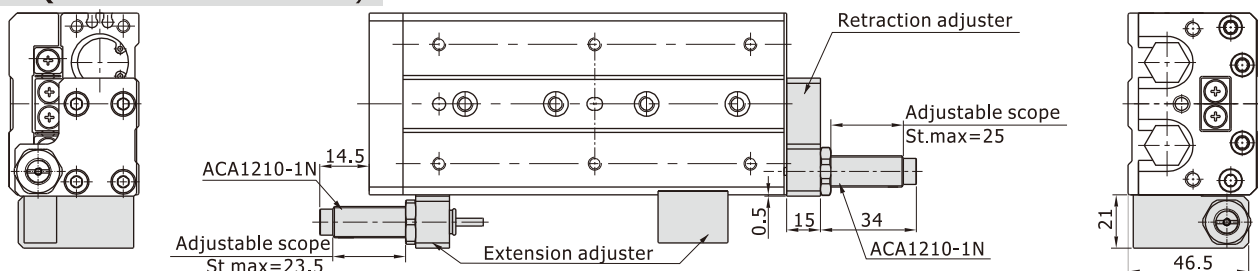 Retraction adjuster
Adjustable scope
St.max=25
14.5
ACA1210-1N
0.5
15
34
21
ACA1210-1N
Adjustable scope
St.max=23.5
Extension adjuster
46.5